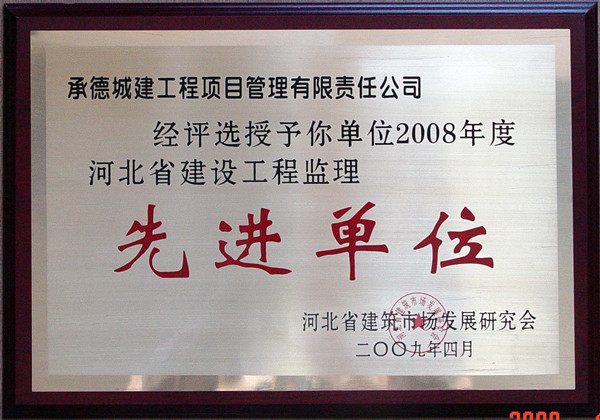 承德城建工程项目管理有限责任公司
经评选授予你单位2008年度
河北省建设工程监理
先进单位
河北省建筑市场发展研究会
二〇〇九年四月